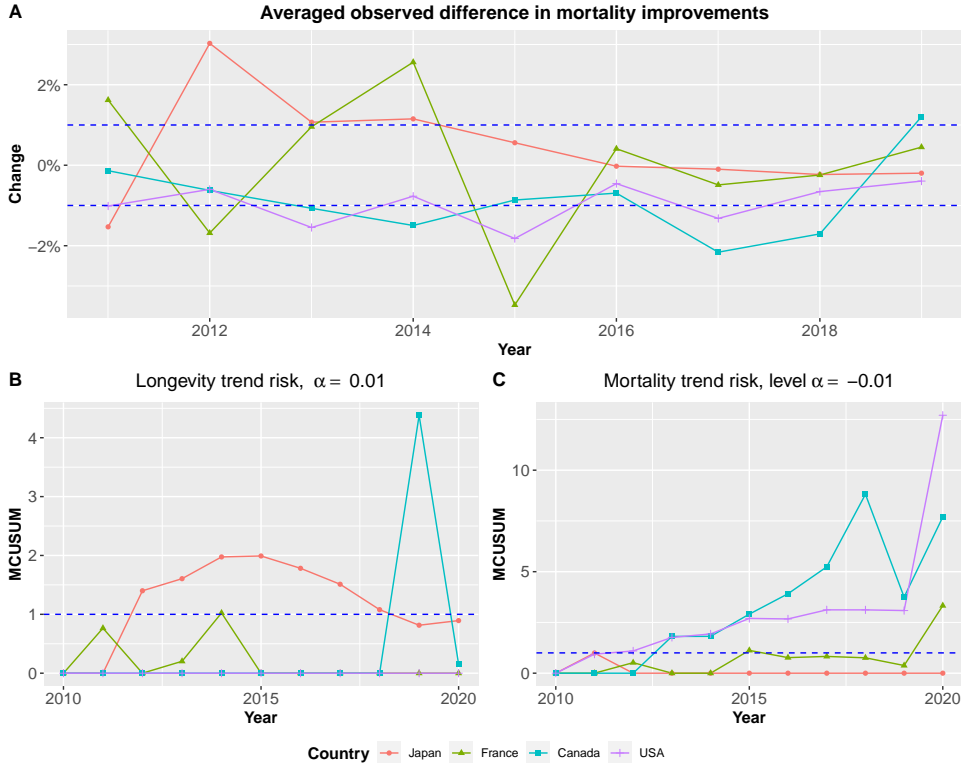 A
Averaged observed difference in mortality improvements
Change
2%
0%
−2%
2012 2014 2016 2018
Year
B
Longevity trend risk, α = 0.01
MCUSUM
4
3
2
1
0
2010 2015 2020
Year
C
Mortality trend risk, level α = −0.01
MCUSUM
10
5
0
2010 2015 2020
Year
Country Japan France Canada USA